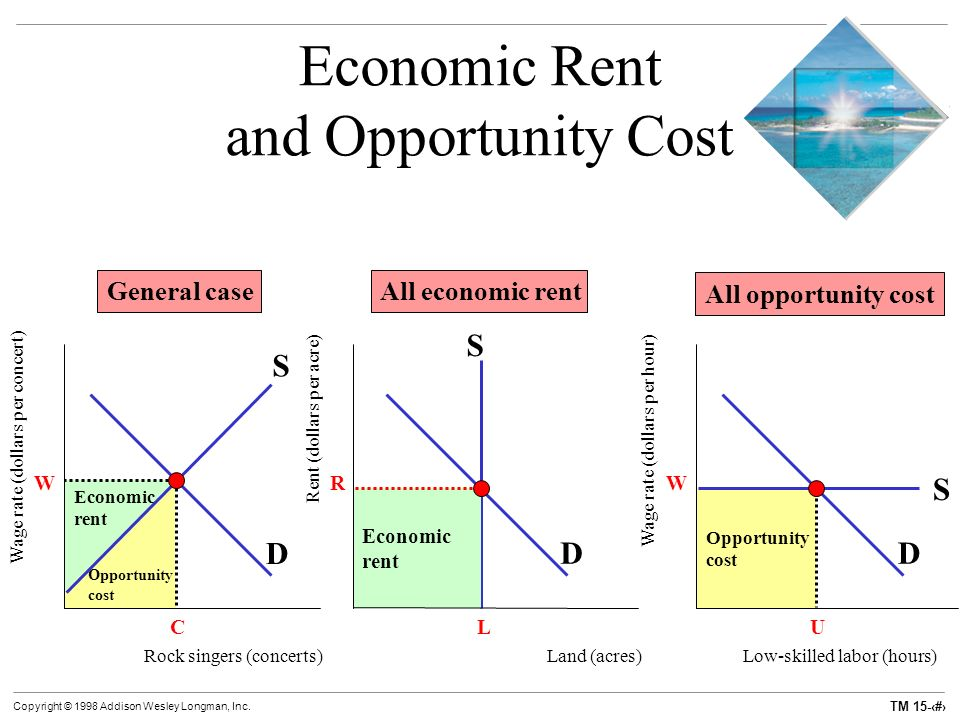 Economic Rent
and Opportunity Cost
General case
All economic rent
All opportunity cost
Wage rate (dollars per concert)
S
W
Economic
rent
Opportunity
cost
D
C
Rock singers (concerts)
Rent (dollars per acre)
S
R
Economic
rent
D
L
Land (acres)
Wage rate (dollars per hour)
W
S
Opportunity
cost
D
U
Low-skilled labor (hours)
Copyright © 1998 Addison Wesley Longman, Inc.
TM 15-‹#›